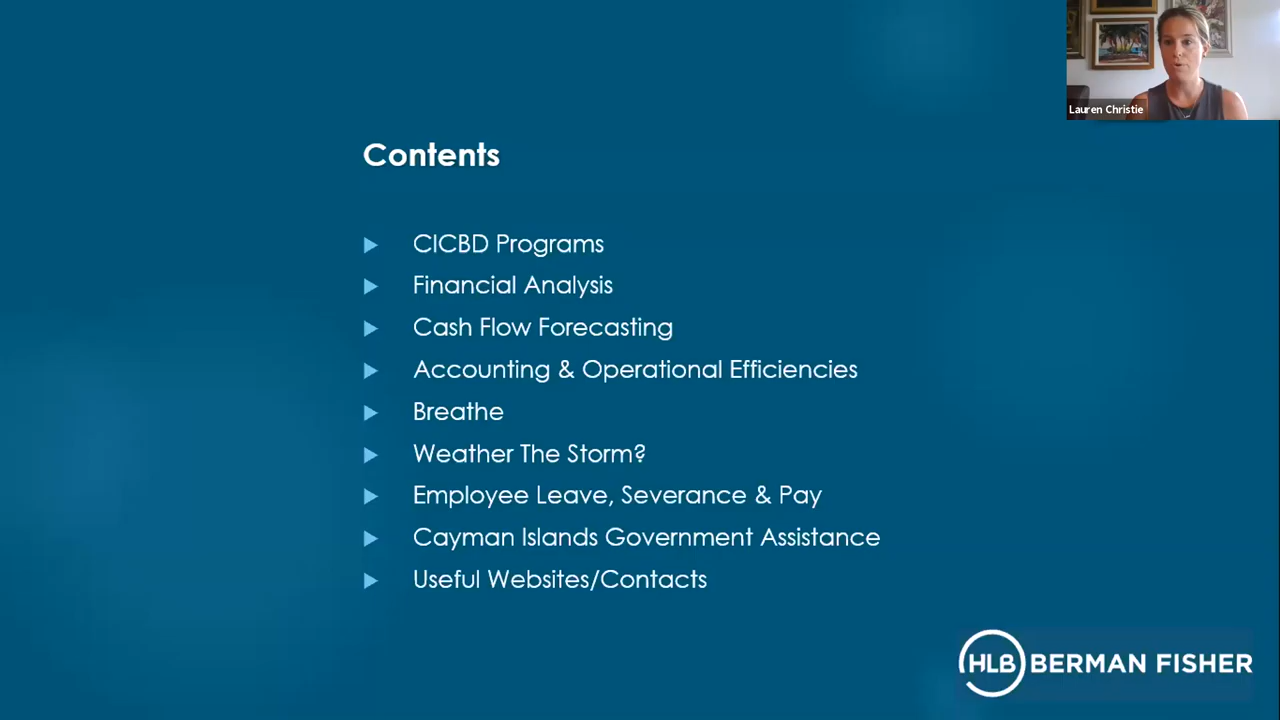 Lauren Christie
Contents
CICBD Programs
Financial Analysis
Cash Flow Forecasting
Accounting & Operational Efficiencies
Breathe
Weather The Storm?
Employee Leave, Severance & Pay
Cayman Islands Government Assistance
Useful Websites/Contacts
HLB BERMAN FISHER